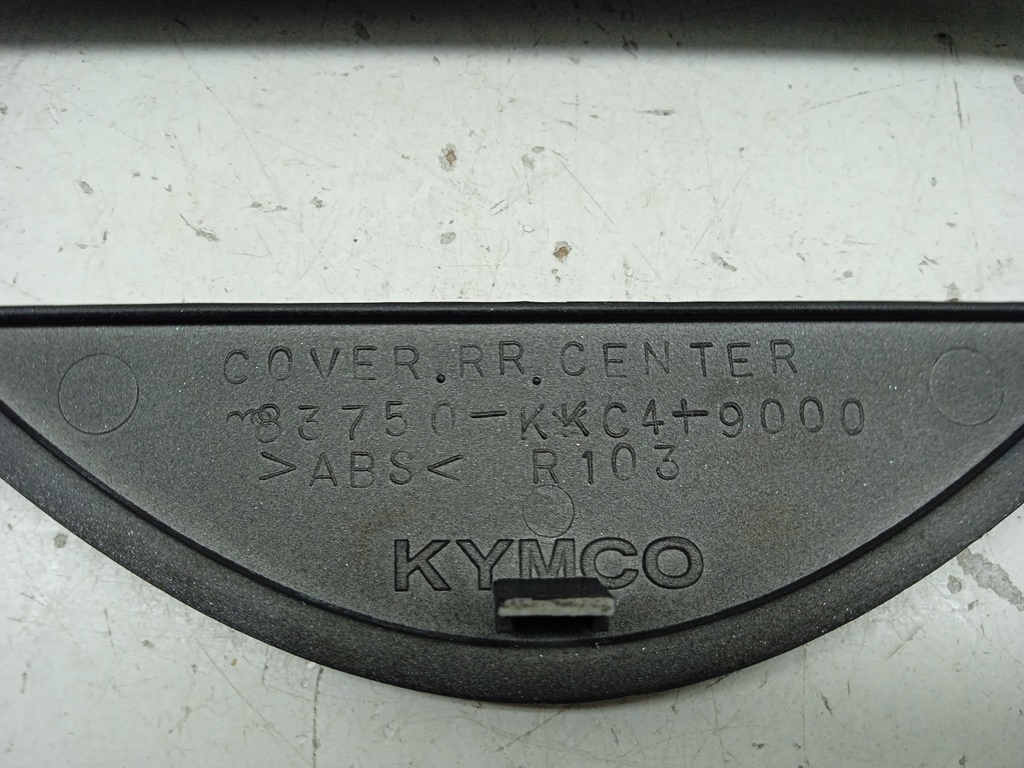 COVER.RR.CENTER
83750-KKC4-9000
>ABS< R103
KYMCO